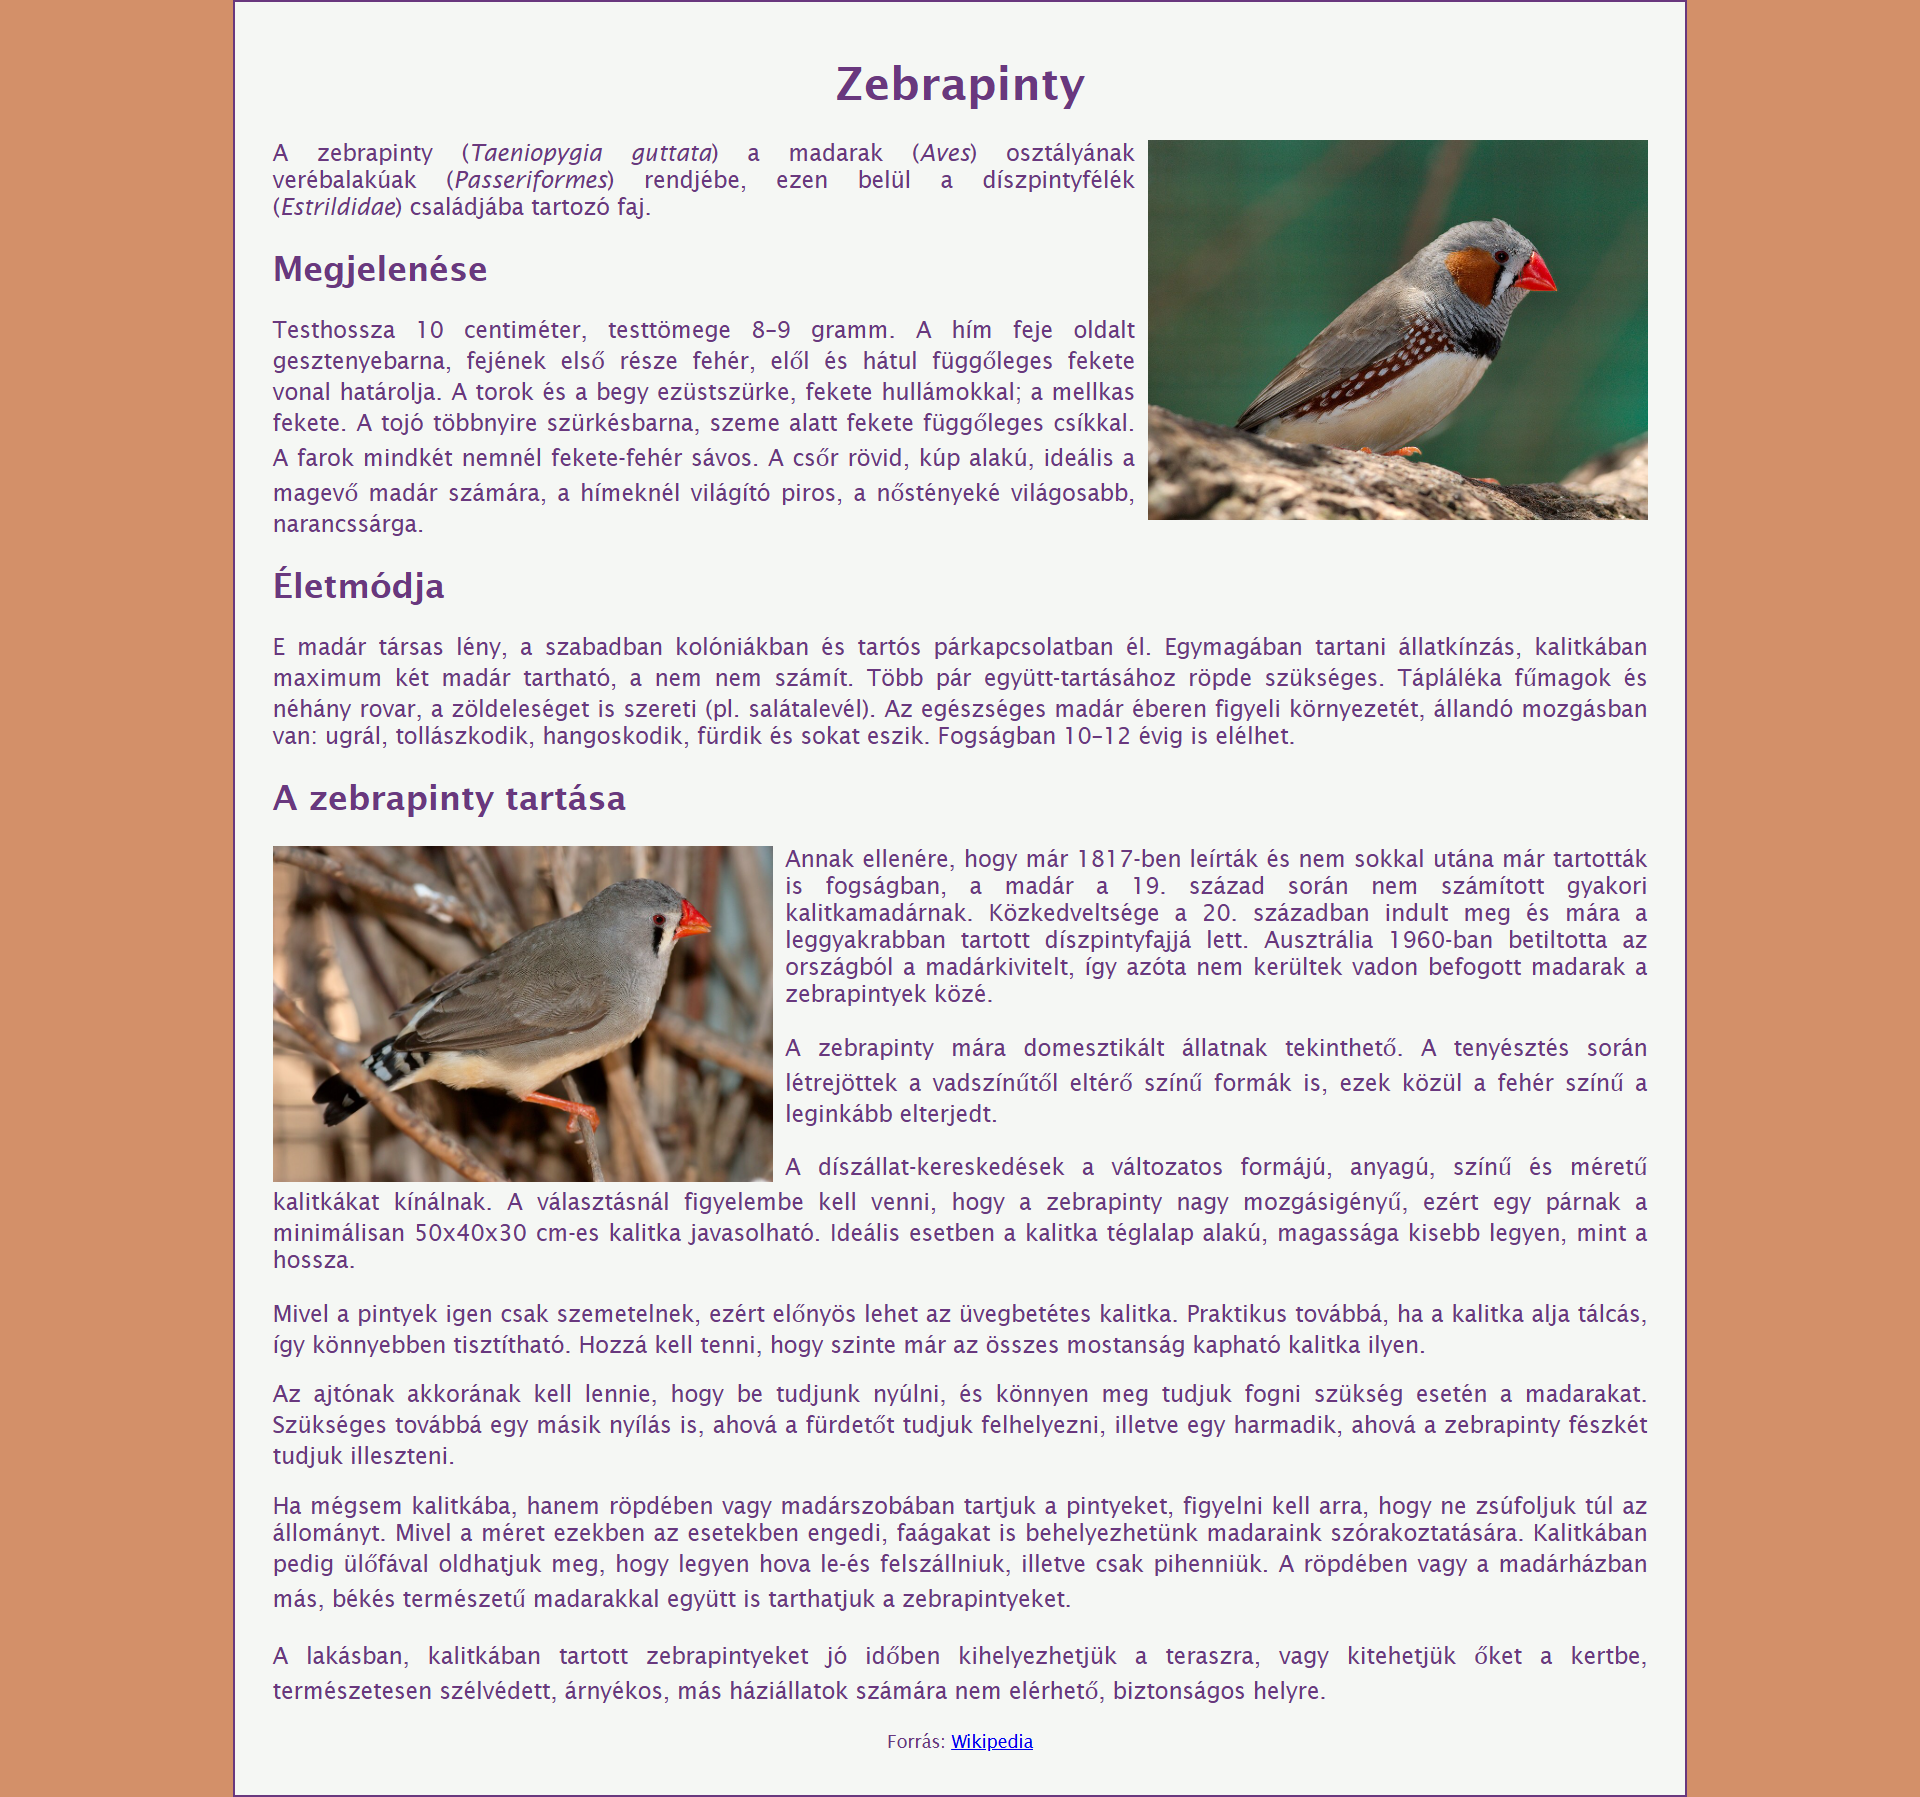 Zebrapinty
A zebrapinty (Taeniopygia guttata) a madarak (Aves) osztályának
verébalakúak (Passeriformes) rendjébe, ezen belül a díszpintyfélék
(Estrildidae) családjába tartozó faj.
Megjelenése
Testhossza 10 centiméter, testtömege 8–9 gramm. A hím feje oldalt
gesztenyebarna, fejének első része fehér, elől és hátul függőleges fekete
vonal határolja. A torok és a begy ezüstszürke, fekete hullámokkal; a mellkas
fekete. A tojó többnyire szürkésbarna, szeme alatt fekete függőleges csíkkal.
A farok mindkét nemnél fekete-fehér sávos. A csőr rövid, kúp alakú, ideális a
magevő madár számára, a hímeknél világító piros, a nőstényeké világosabb,
narancssárga.
Életmódja
E madár társas lény, a szabadban kolóniákban és tartós párkapcsolatban él. Egymagában tartani állatkínzás, kalitkában
maximum két madár tartható, a nem nem számít. Több pár együtt-tartásához röpde szükséges. Tápláléka fűmagok és
néhány rovar, a zöldeleséget is szereti (pl. salátalevél). Az egészséges madár éberen figyeli környezetét, állandó mozgásban
van: ugrál, tollászkodik, hangoskodik, fürdik és sokat eszik. Fogságban 10–12 évig is elélhet.
A zebrapinty tartása
Annak ellenére, hogy már 1817-ben leírták és nem sokkal utána már tartották
is fogságban, a madár a 19. század során nem számított gyakori
kalitkamadárnak. Közkedveltsége a 20. században indult meg és mára a
leggyakrabban tartott díszpintyfajjá lett. Ausztrália 1960-ban betiltotta az
országból a madárkivitelt, így azóta nem kerültek vadon befogott madarak a
zebrapintyek közé.
A zebrapinty mára domesztikált állatnak tekinthető. A tenyésztés során
létrejöttek a vadszínűtől eltérő színű formák is, ezek közül a fehér színű a
leginkább elterjedt.
A díszállat-kereskedések a változatos formájú, anyagú, színű és méretű
kalitkákat kínálnak. A választásnál figyelembe kell venni, hogy a zebrapinty nagy mozgásigényű, ezért egy párnak a
minimálisan 50x40x30 cm-es kalitka javasolható. Ideális esetben a kalitka téglalap alakú, magassága kisebb legyen, mint a
hossza.
Mivel a pintyek igen csak szemetelnek, ezért előnyös lehet az üvegbetétes kalitka. Praktikus továbbá, ha a kalitka alja tálcás,
így könnyebben tisztítható. Hozzá kell tenni, hogy szinte már az összes mostanság kapható kalitka ilyen.
Az ajtónak akkorának kell lennie, hogy be tudjunk nyúlni, és könnyen meg tudjuk fogni szükség esetén a madarakat.
Szükséges továbbá egy másik nyílás is, ahová a fürdetőt tudjuk felhelyezni, illetve egy harmadik, ahová a zebrapinty fészkét
tudjuk illeszteni.
Ha mégsem kalitkába, hanem röpdében vagy madárszobában tartjuk a pintyeket, figyelni kell arra, hogy ne zsúfoljuk túl az
állományt. Mivel a méret ezekben az esetekben engedi, faágakat is behelyezhetünk madaraink szórakoztatására. Kalitkában
pedig ülőfával oldhatjuk meg, hogy legyen hova le-és felszállniuk, illetve csak pihenniük. A röpdében vagy a madárházban
más, békés természetű madarakkal együtt is tarthatjuk a zebrapintyeket.
A lakásban, kalitkában tartott zebrapintyeket jó időben kihelyezhetjük a teraszra, vagy kitehetjük őket a kertbe,
természetesen szélvédett, árnyékos, más háziállatok számára nem elérhető, biztonságos helyre.
Forrás: Wikipedia